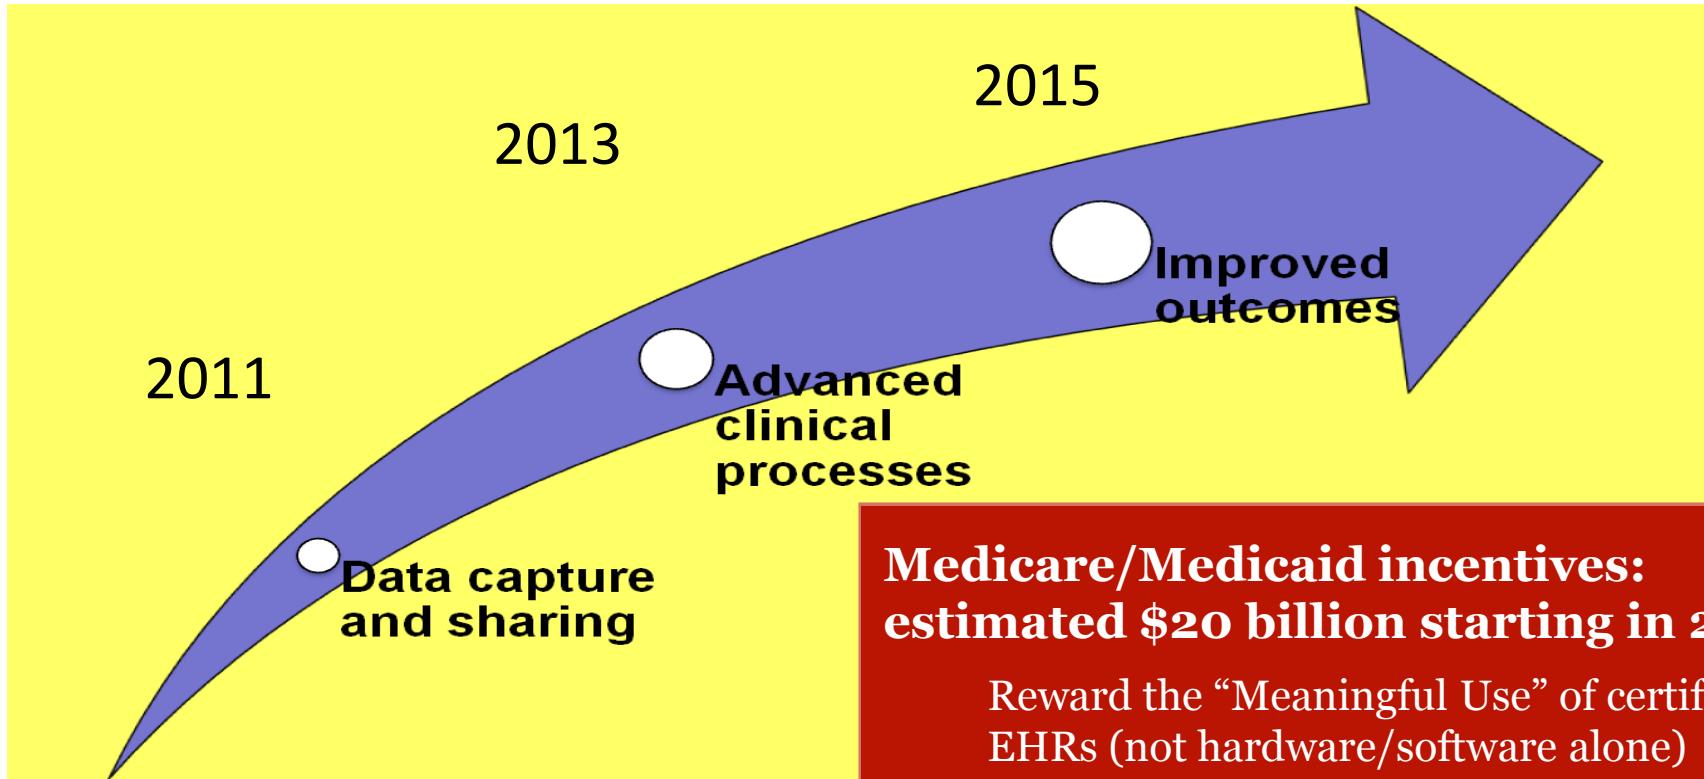 2015
2013
2011
Improved
outcomes
Advanced
clinical
processes
Data capture
and sharing
Medicare/Medicaid incentives:
estimated $20 billion starting in
Reward the “Meaningful Use” of
EHRs (not hardware/software alone)